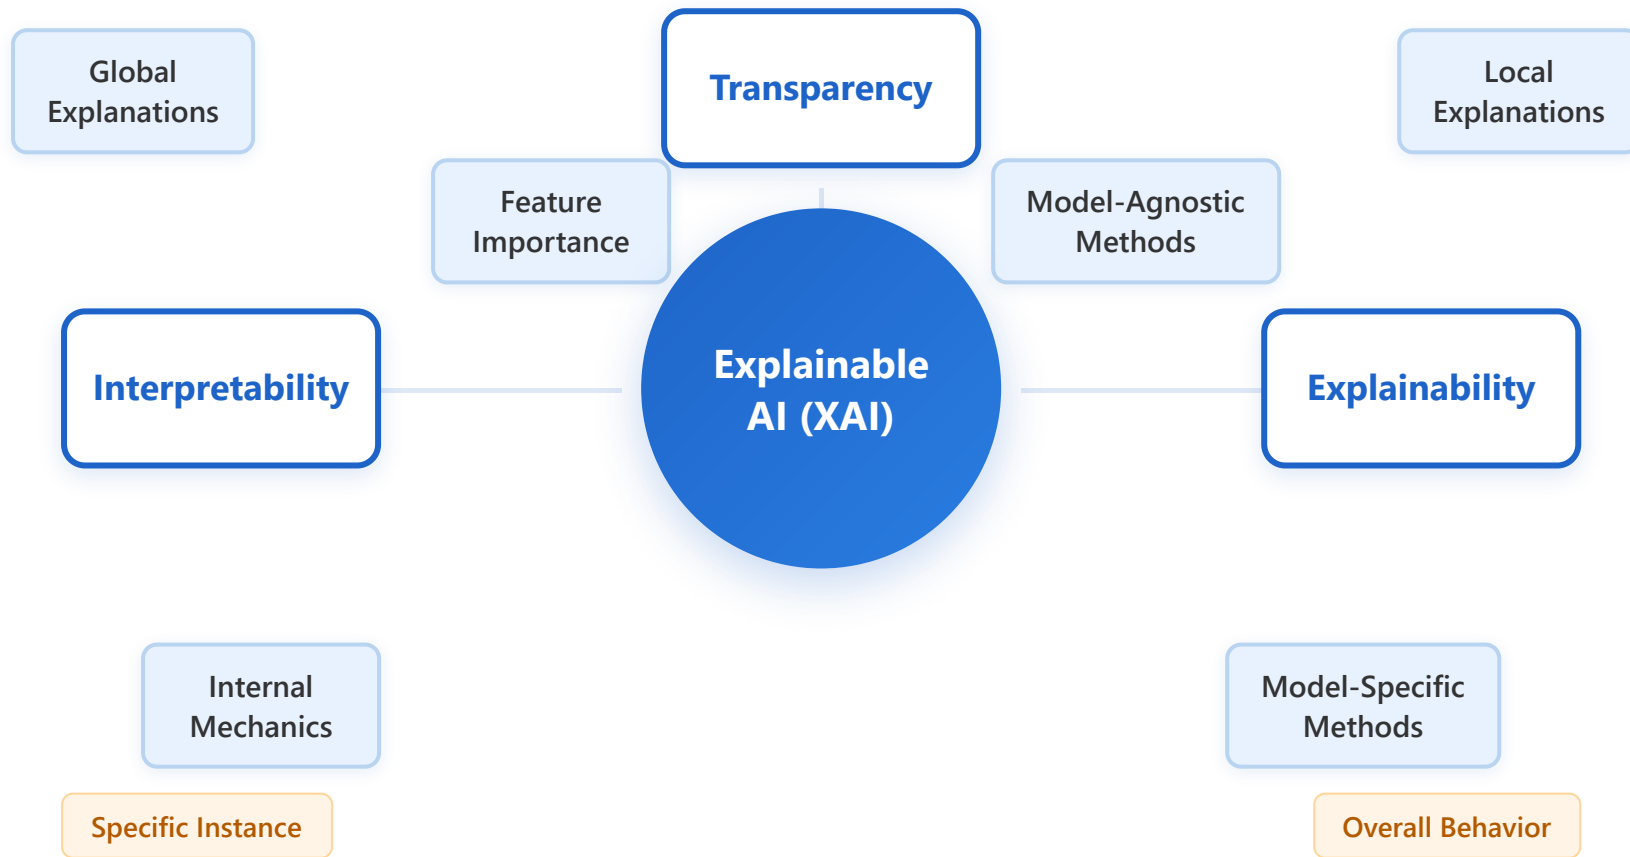 Global
Explanations
Transparency
Local
Explanations
Feature
Importance
Model-Agnostic
Methods
Interpretability
Explainable
AI (XAI)
Explainability
Internal
Mechanics
Model-Specific
Methods
Specific Instance
Overall Behavior